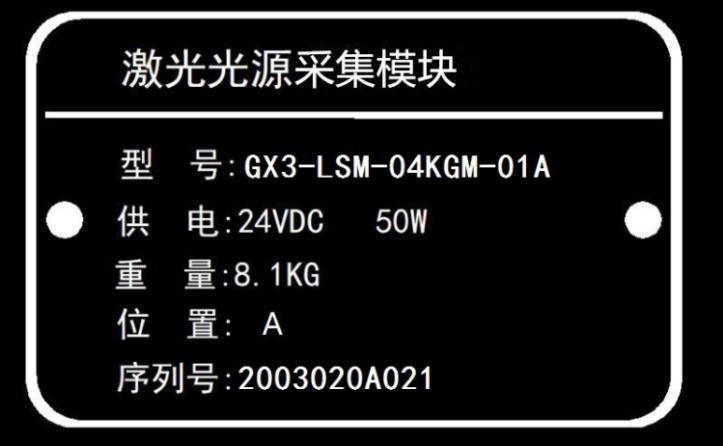 激光光源采集模块
型 号:GX3-LSM-04KGM-01A
供 电:24VDC 50W
重 量:8.1KG
位 置: A
序列号:2003020A021